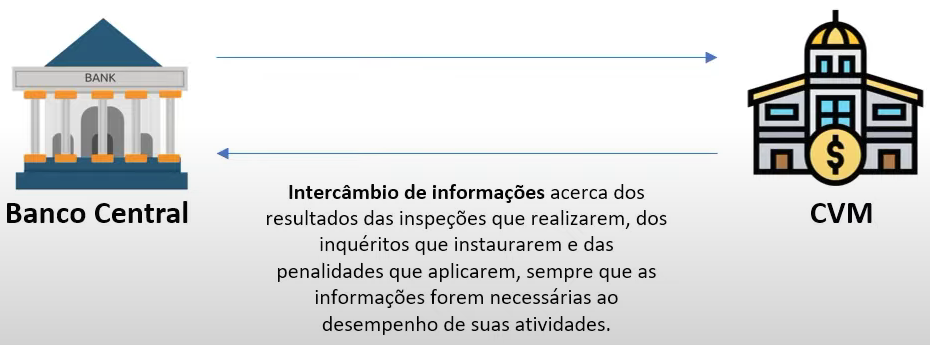 BANK
Banco Central
CVM
Intercâmbio de informações acerca dos
resultados das inspeções que realizarem, dos
inquéritos que instaurarem e das
penalidades que aplicarem, sempre que as
informações forem necessárias ao
desempenho de suas atividades.